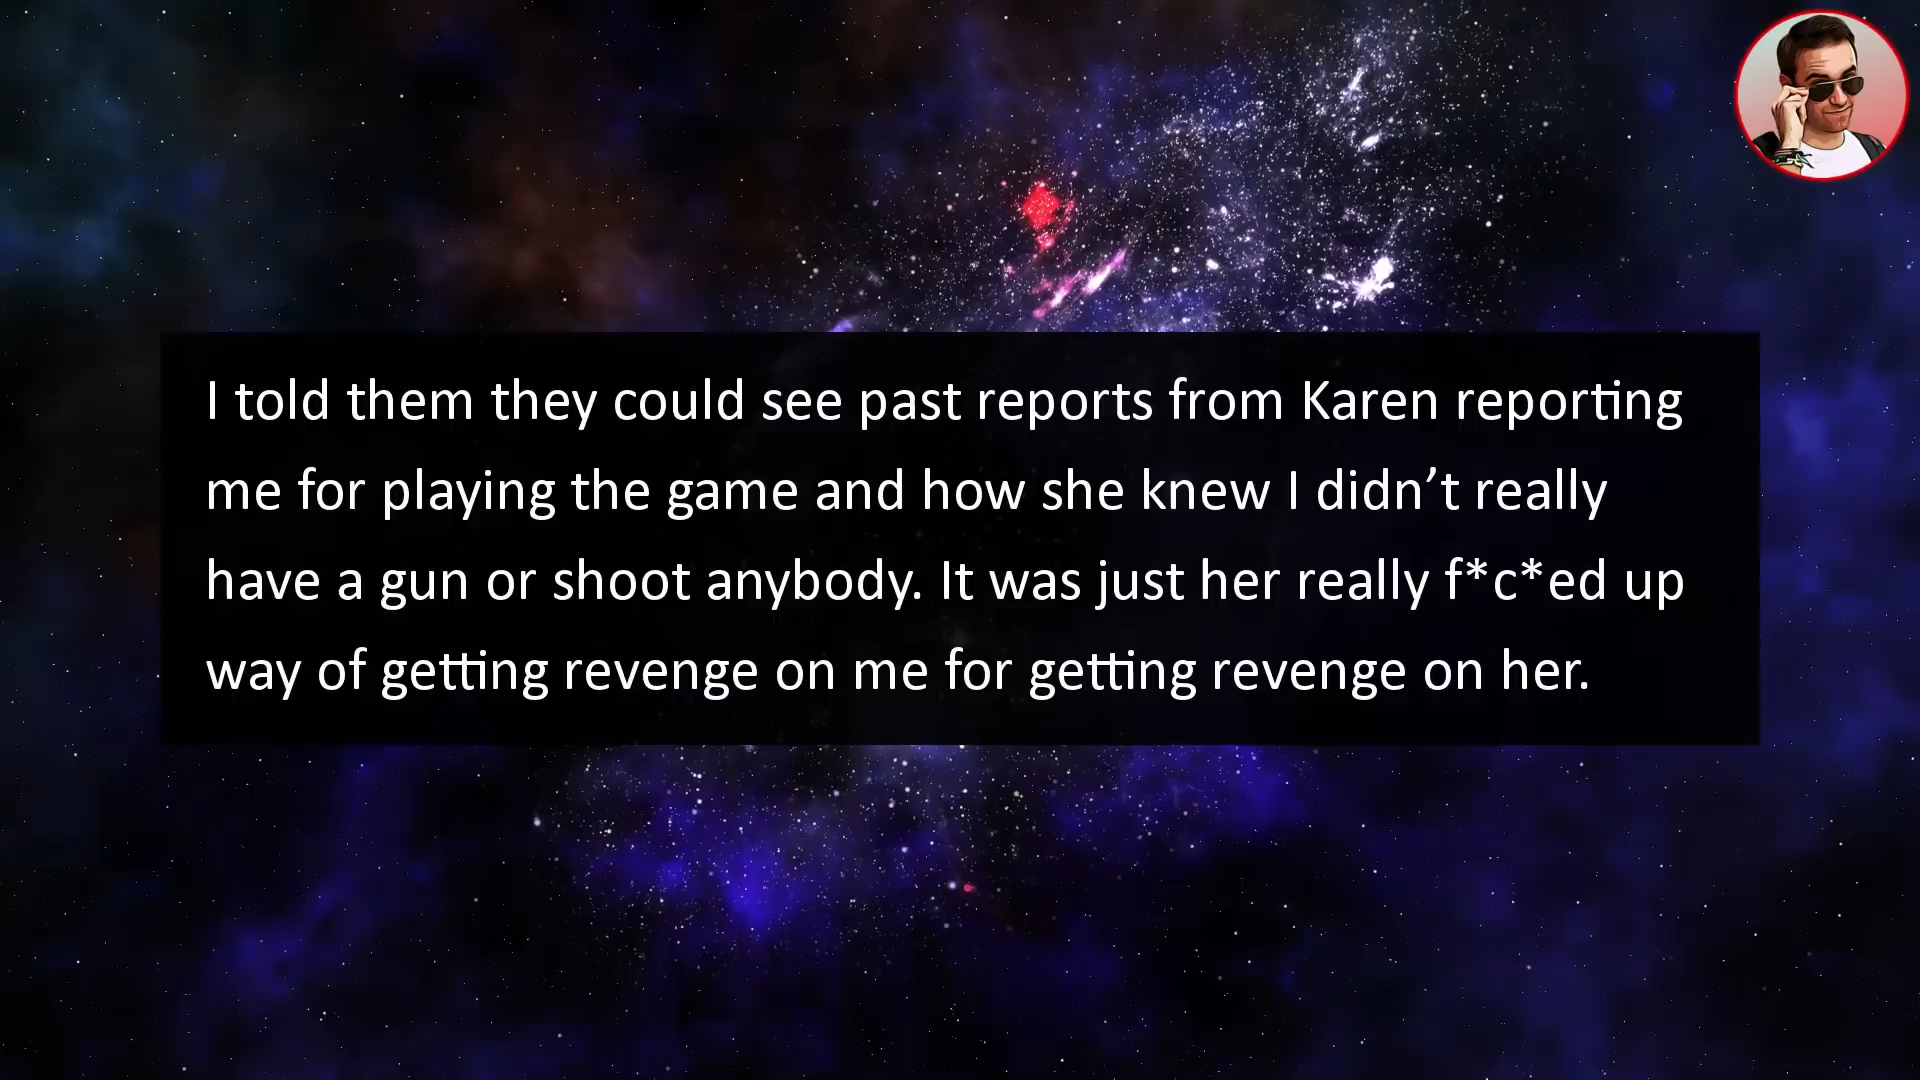 I told them they could see past reports from Karen reporting
me for playing the game and how she knew I didn’t really
have a gun or shoot anybody. It was just her really f*c*ed up
way of getting revenge on me for getting revenge on her.